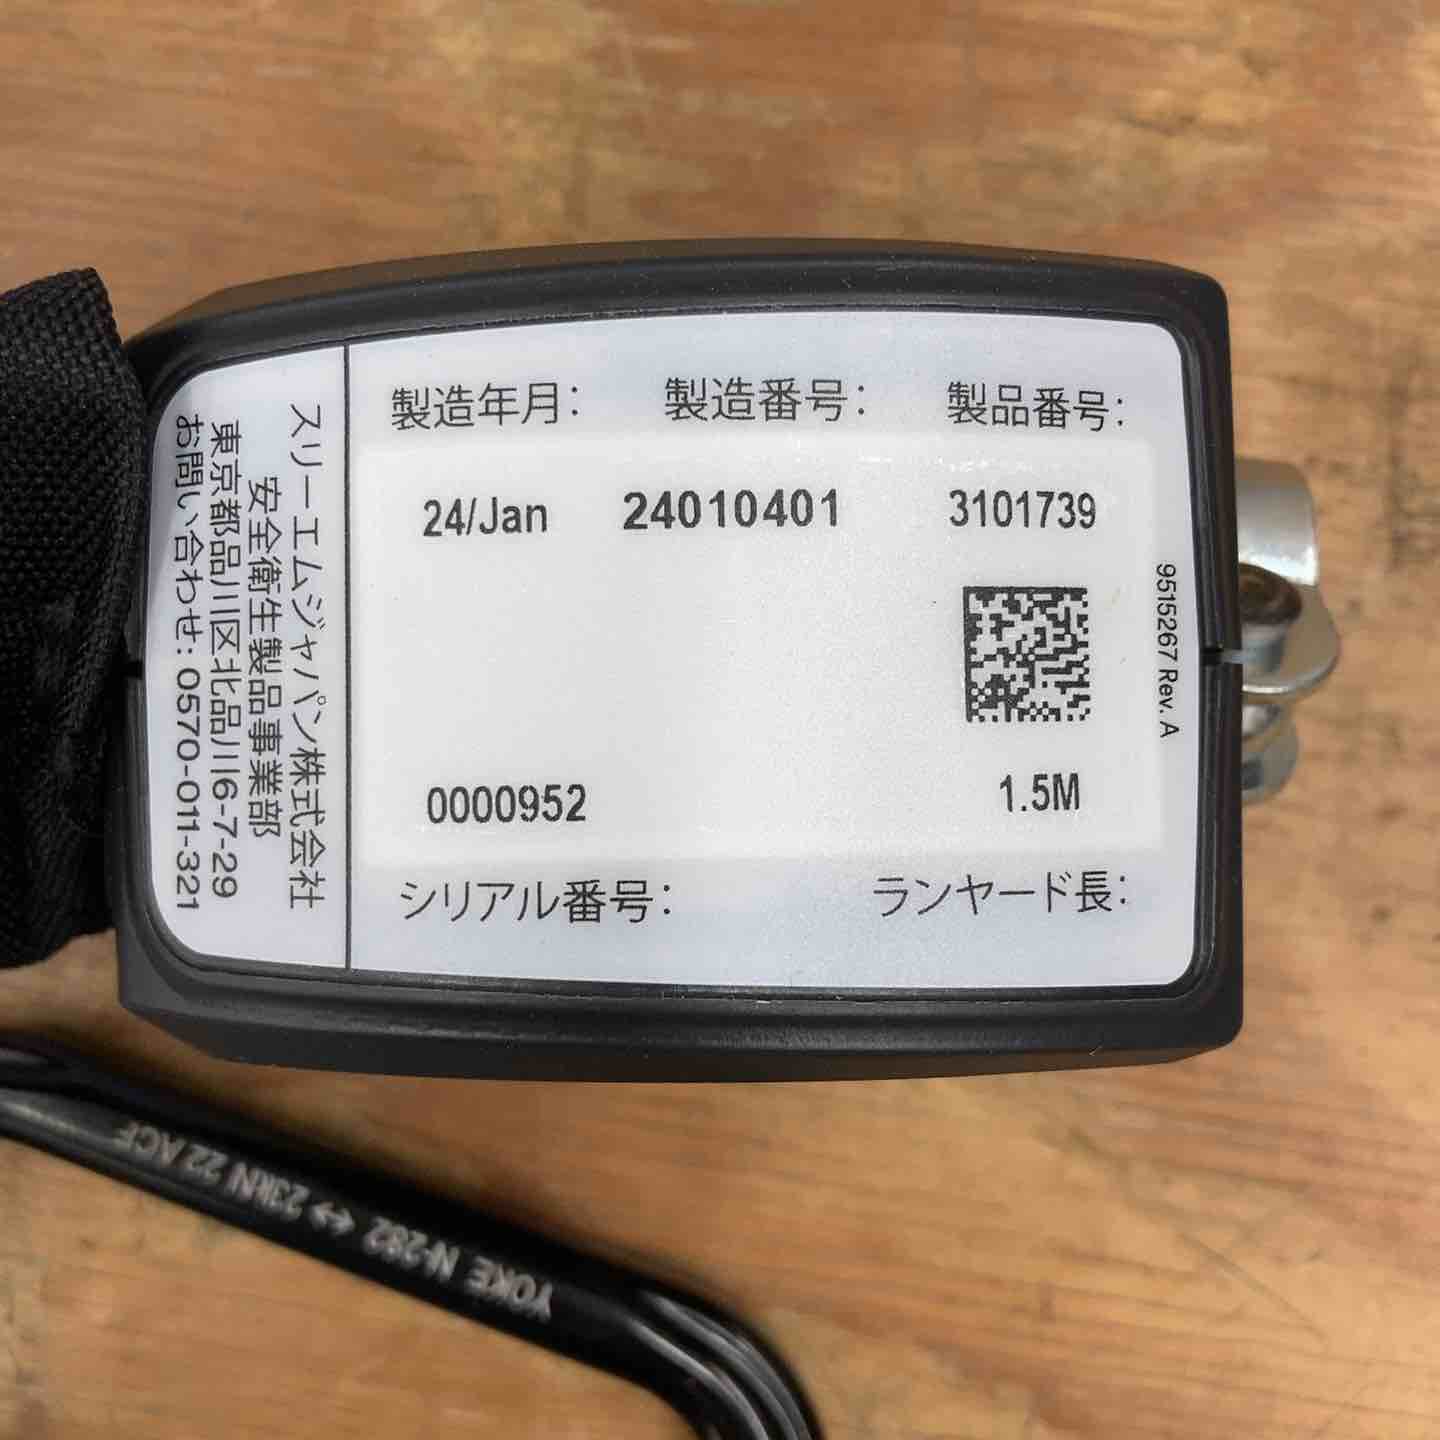 製造年月:
製造番号:
製品番号:
24/Jan
24010401
3101739
0000952
1.5M
シリアル番号:
ランヤード長:
9515267 Rev. A
スリーエムジャパン株式会社
安全衛生製品事業部
東京都品川区北品川6-7-29
お問い合わせ: 0570-011-321
YOKE N-282 ↔ 23kN 22 ACF